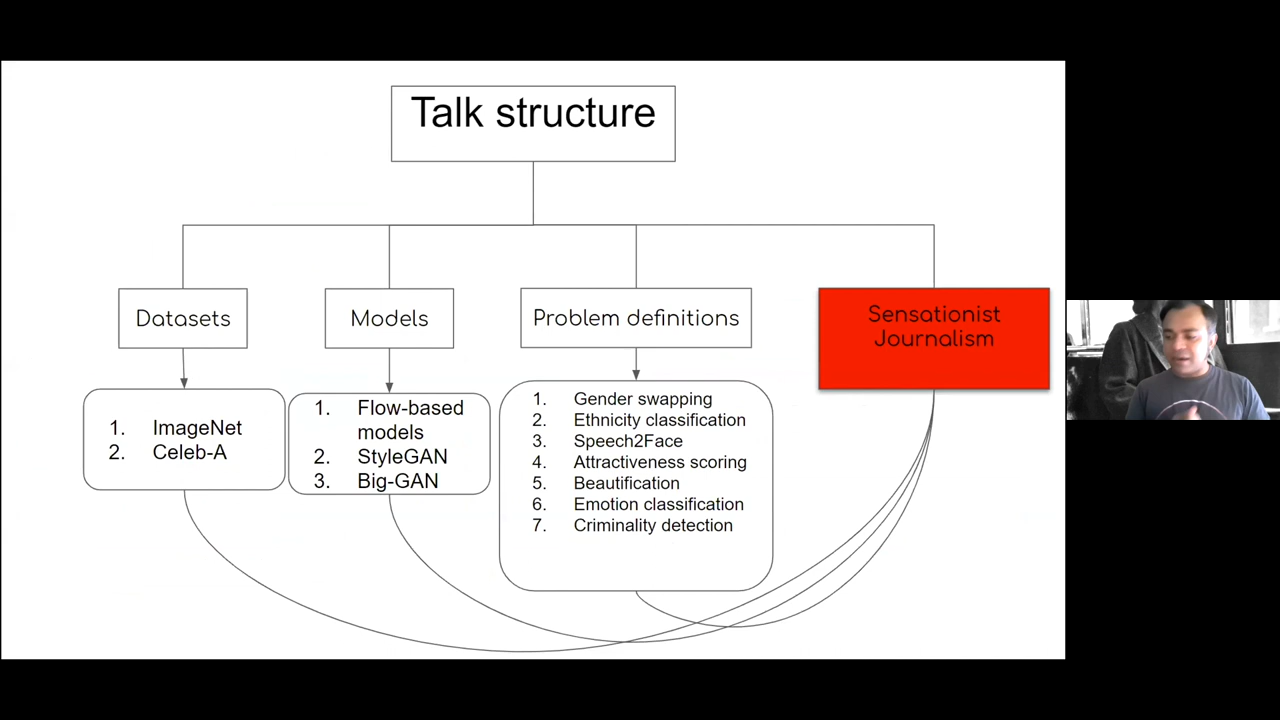 Talk structure
Datasets
Models
Problem definitions
Sensationist
Journalism
1. ImageNet
2. Celeb-A
1. Flow-based
models
2. StyleGAN
3. Big-GAN
1. Gender swapping
2. Ethnicity classification
3. Speech2Face
4. Attractiveness scoring
5. Beautification
6. Emotion classification
7. Criminality detection